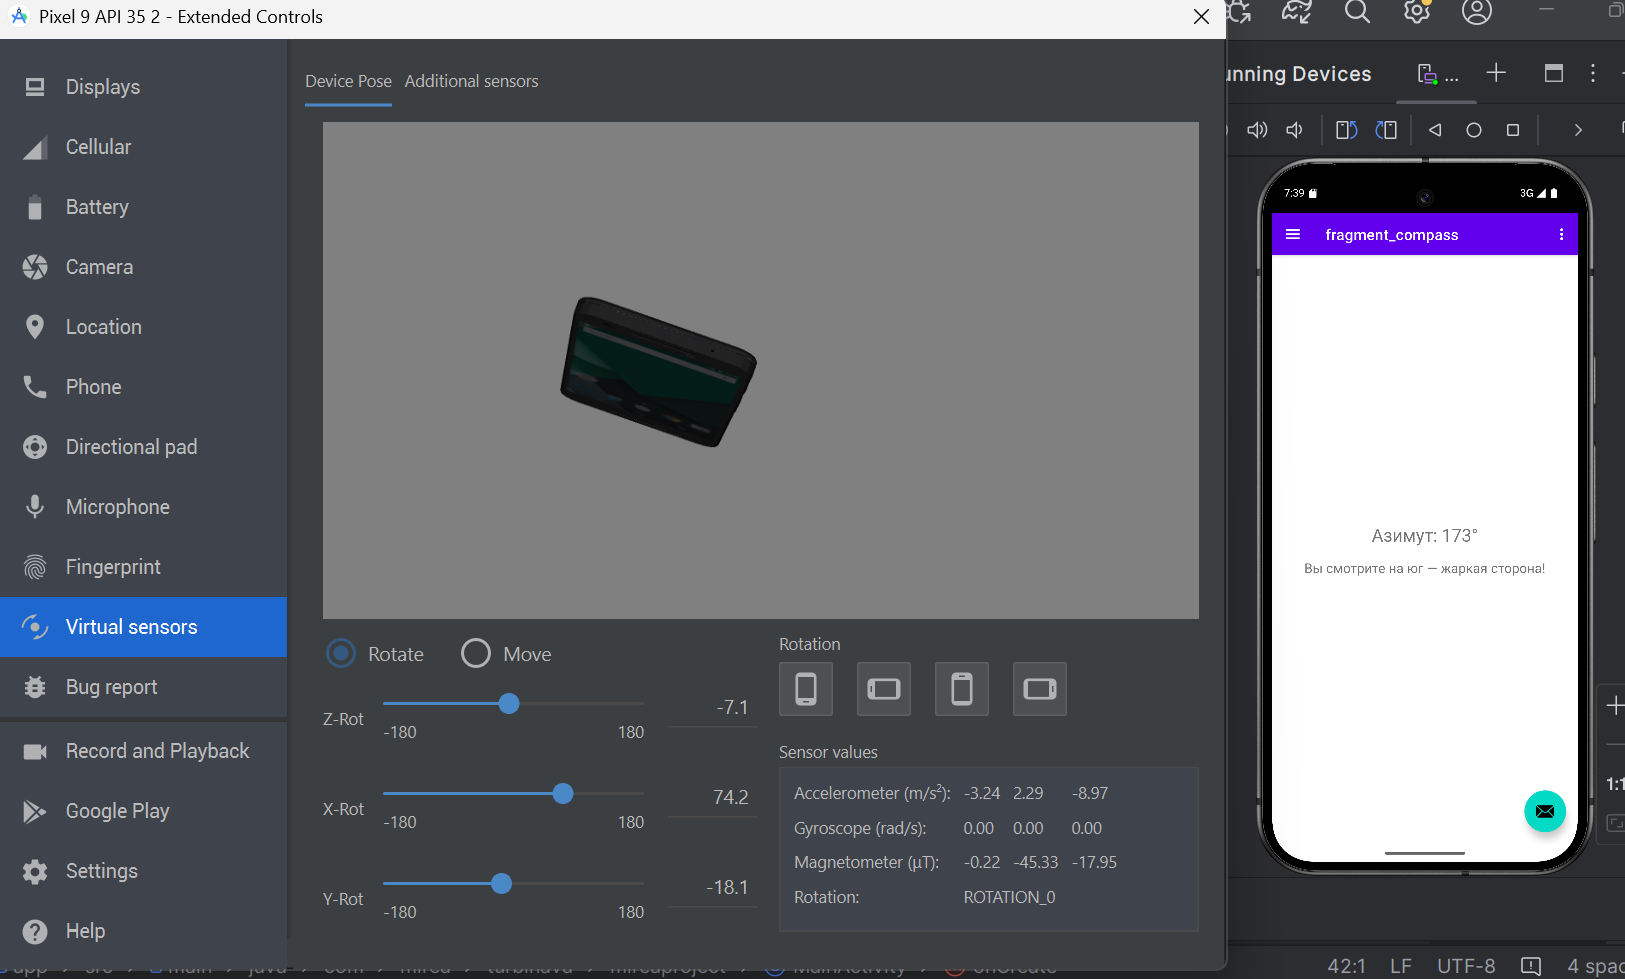 Pixel 9 API 35 2 - Extended Controls
Displays
Cellular
Battery
Camera
Location
Phone
Directional pad
Microphone
Fingerprint
Virtual sensors
Bug report
Record and Playback
Google Play
Settings
Help
Device Pose Additional sensors
Rotate Move
Z-Rot -180 180 -7.1
X-Rot -180 180 74.2
Y-Rot -180 180 -18.1
Rotation
Sensor values
Accelerometer (m/s²): -3.24 2.29 -8.97
Gyroscope (rad/s): 0.00 0.00 0.00
Magnetometer (μT): -0.22 -45.33 -17.95
Rotation: ROTATION_0
unning Devices
...
7:39 3G
fragment_compass
Азимут: 173°
Вы смотрите на юг — жаркая сторона!
1:1
42:1 LF UTF-8 4 spac